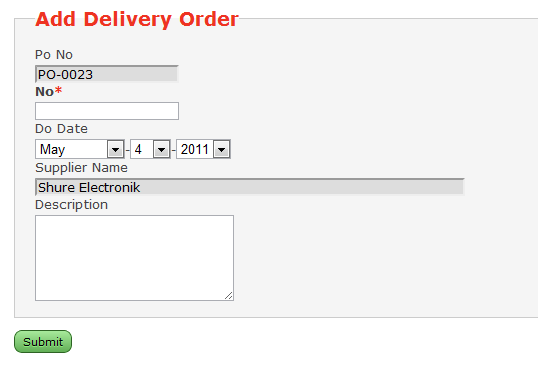 Add Delivery Order
Po No
PO-0023
No*
Do Date
May - 4 - 2011
Supplier Name
Shure Electronik
Description
Submit